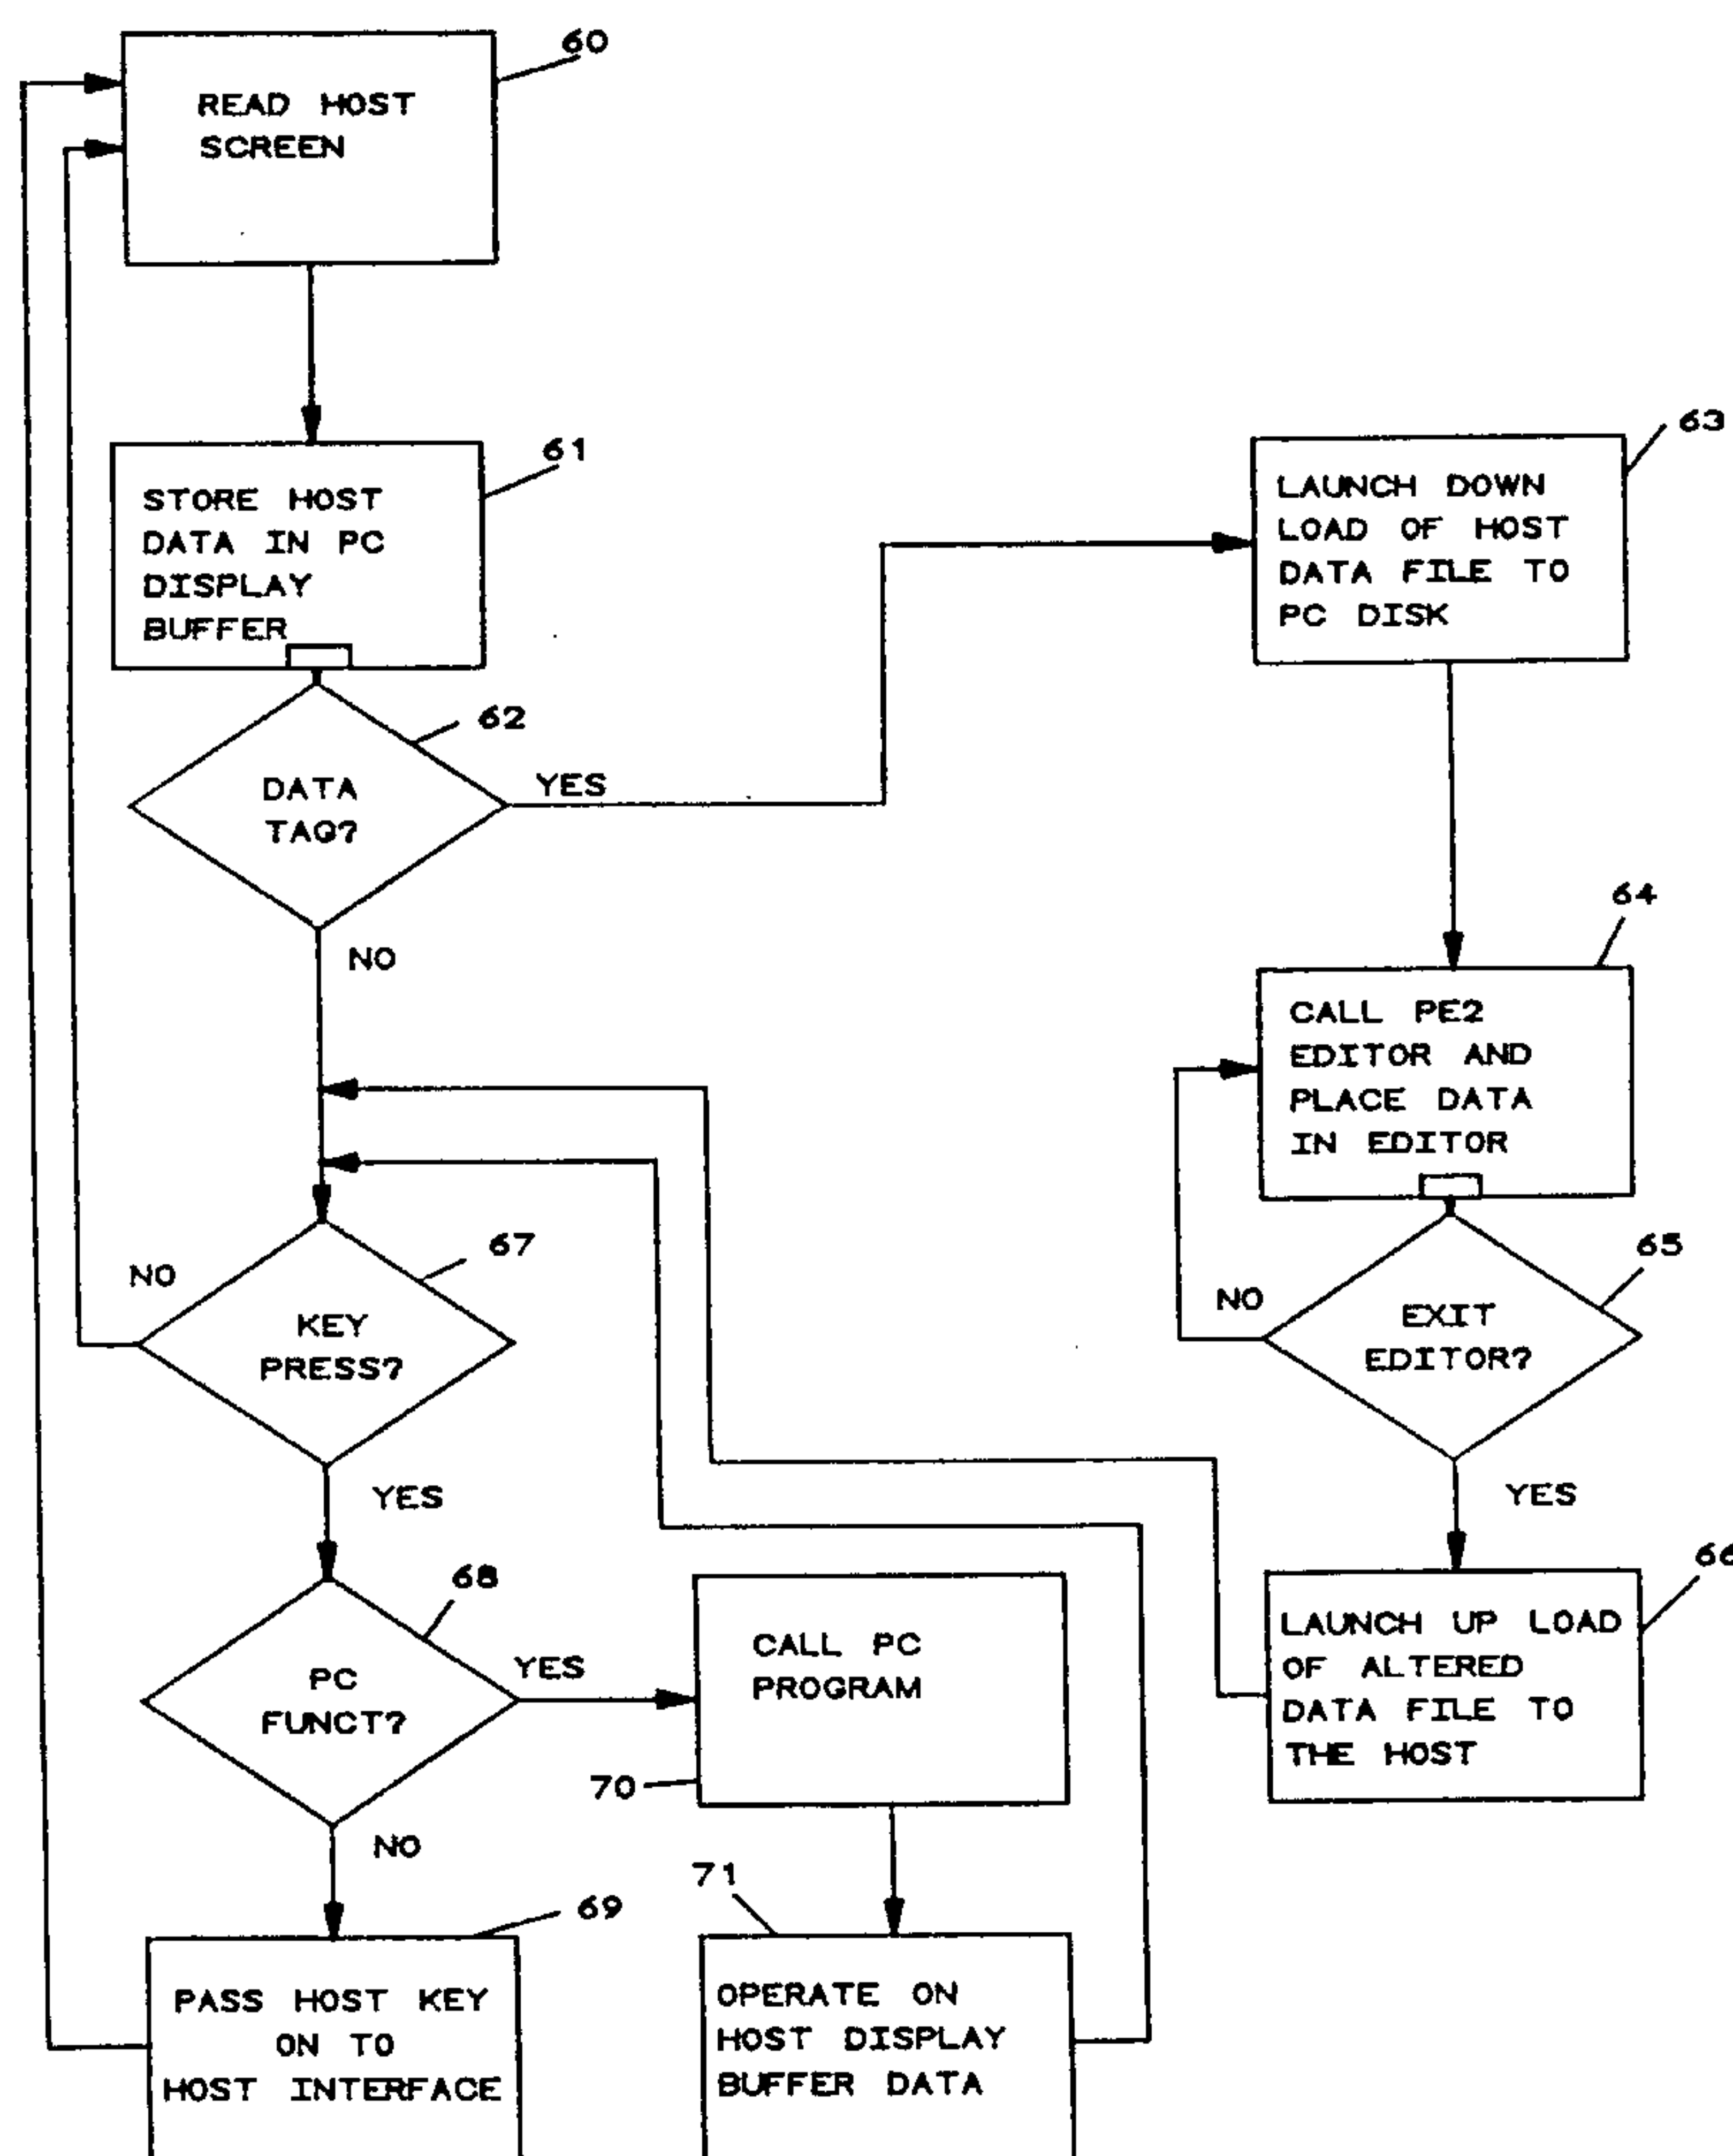 60
READ HOST
SCREEN
61
STORE HOST
DATA IN PC
DISPLAY
BUFFER
62
DATA
TAG?
YES
NO
63
LAUNCH DOWN
LOAD OF HOST
DATA FILE TO
PC DISK
64
CALL PE2
EDITOR AND
PLACE DATA
IN EDITOR
65
EXIT
EDITOR?
NO
YES
66
LAUNCH UP LOAD
OF ALTERED
DATA FILE TO
THE HOST
67
KEY
PRESS?
NO
YES
68
PC
FUNCT?
YES
NO
70
CALL PC
PROGRAM
69
PASS HOST KEY
ON TO
HOST INTERFACE
71
OPERATE ON
HOST DISPLAY
BUFFER DATA